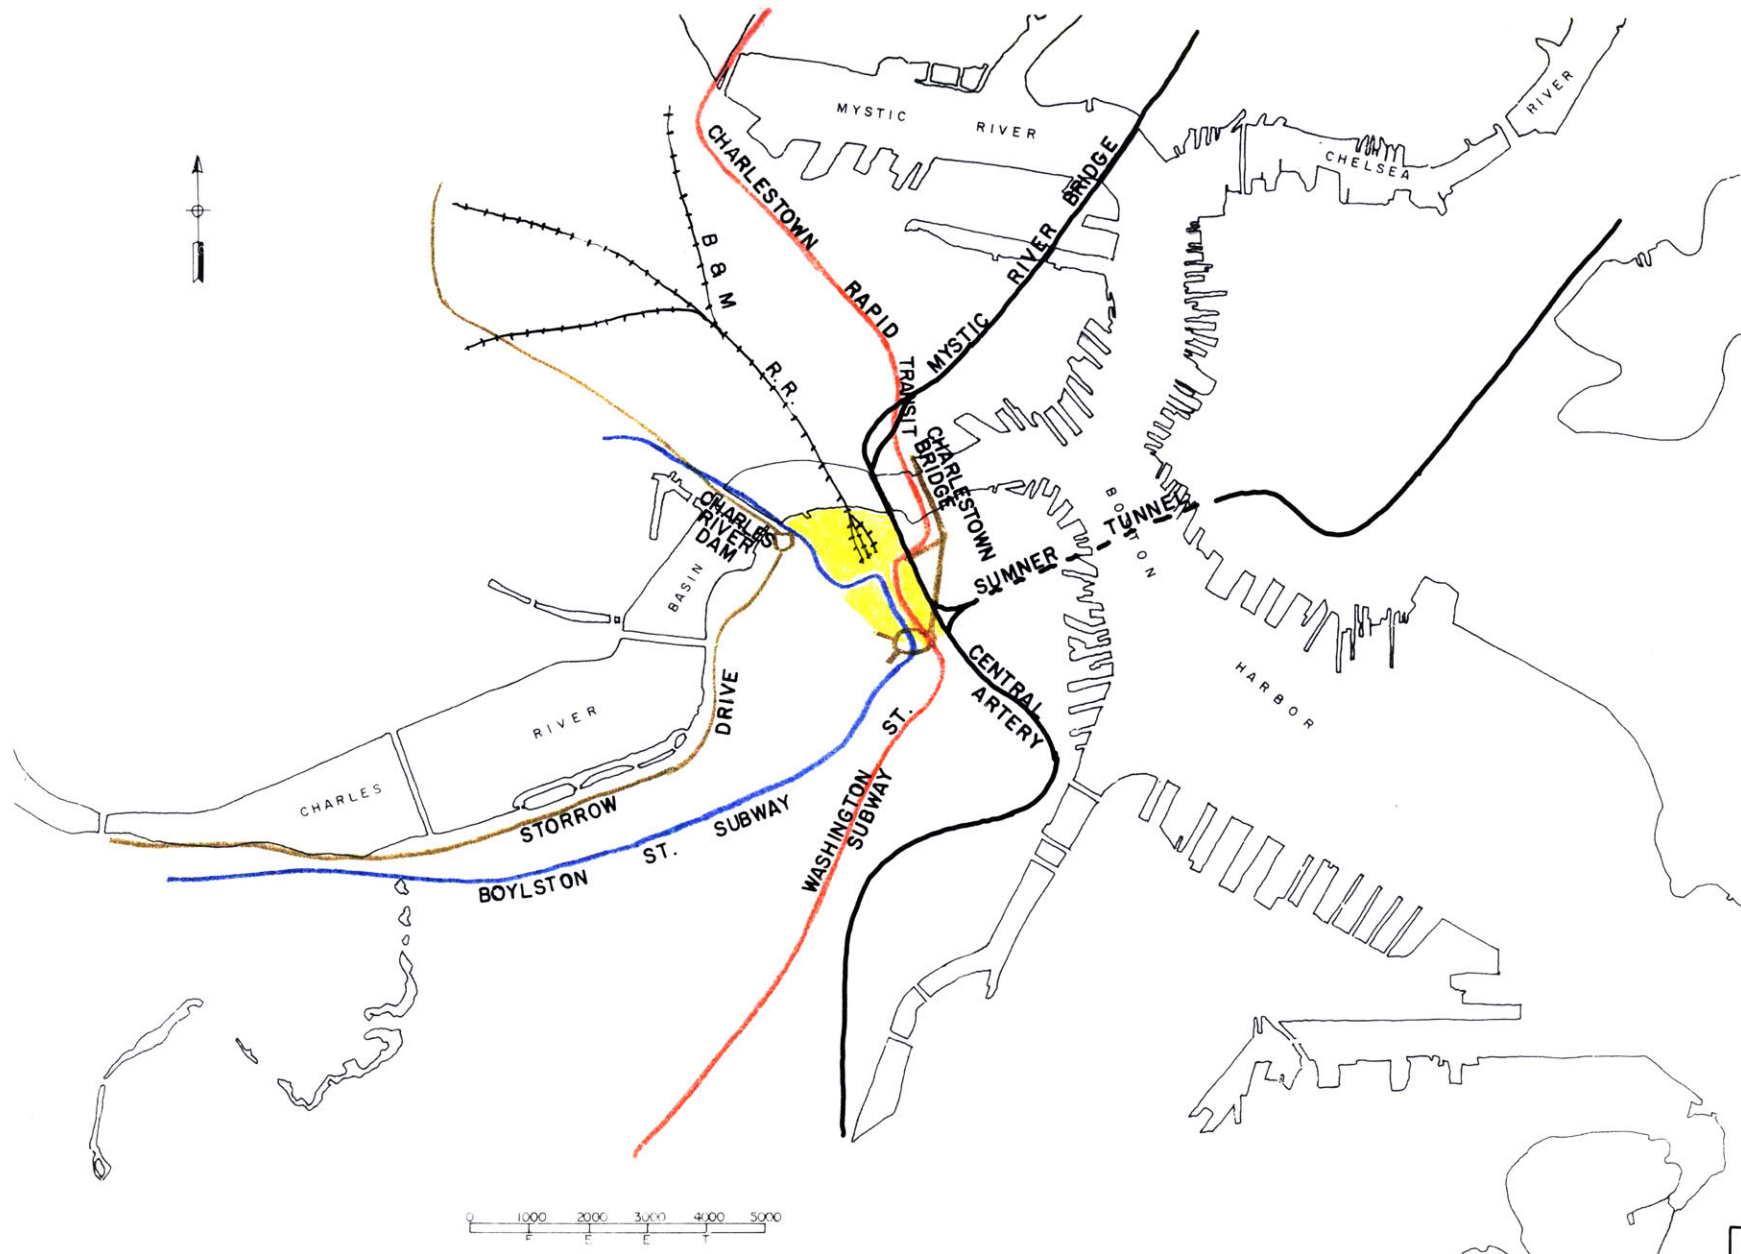 MYSTIC RIVER
RIVER
CHELSEA
CHARLESTOWN RAPID TRANSIT
MYSTIC RIVER BRIDGE
B & M R.R.
CHARLESTOWN
BRIDGE
CHARLES
RIVER
DAM
BASIN
SUMNER TUNNEL
BOSTON
HARBOR
CENTRAL
ARTERY
STORROW DRIVE
RIVER
CHARLES
BOYLSTON ST. SUBWAY
WASHINGTON ST.
SUBWAY
0 1000 2000 3000 4000 5000
F E E T